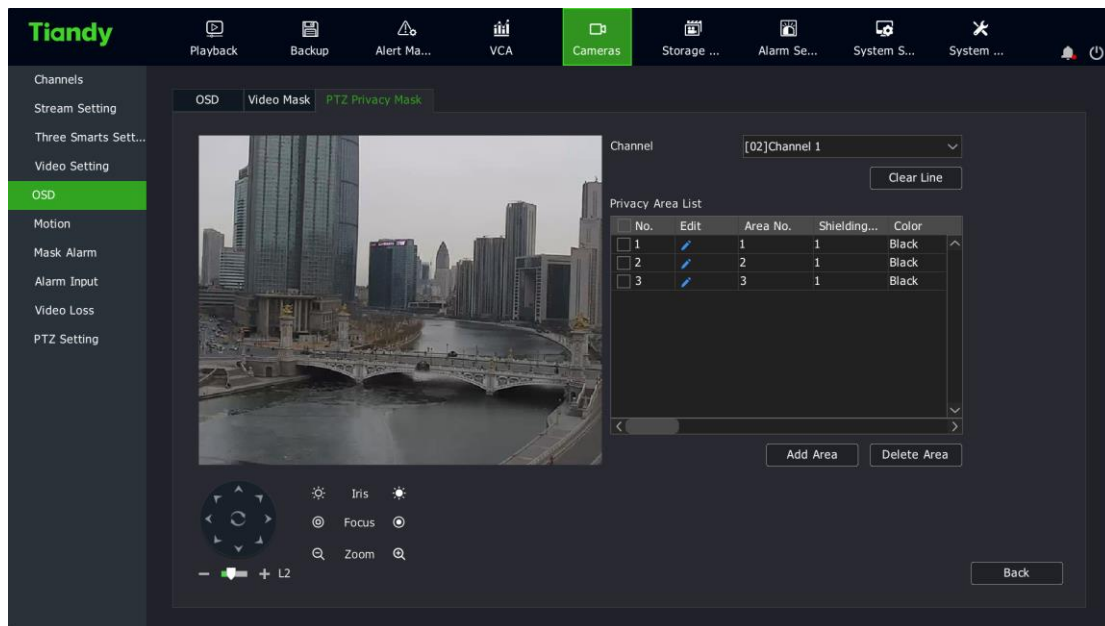 Tiandy
Playback Backup Alert Ma... VCA Cameras Storage ... Alarm Se... System S... System ...
Channels
Stream Setting
Three Smarts Sett...
Video Setting
OSD
Motion
Mask Alarm
Alarm Input
Video Loss
PTZ Setting
OSD Video Mask PTZ Privacy Mask
Channel [02]Channel 1
Clear Line
Privacy Area List
No. Edit Area No. Shielding... Color
1 1 1 Black
2 2 1 Black
3 3 1 Black
Add Area Delete Area
Iris
Focus
Zoom
L2
Back